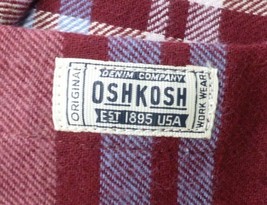 DENIM COMPANY
ORIGINAL
OSHKOSH
WORK WEAR
EST 1895 USA